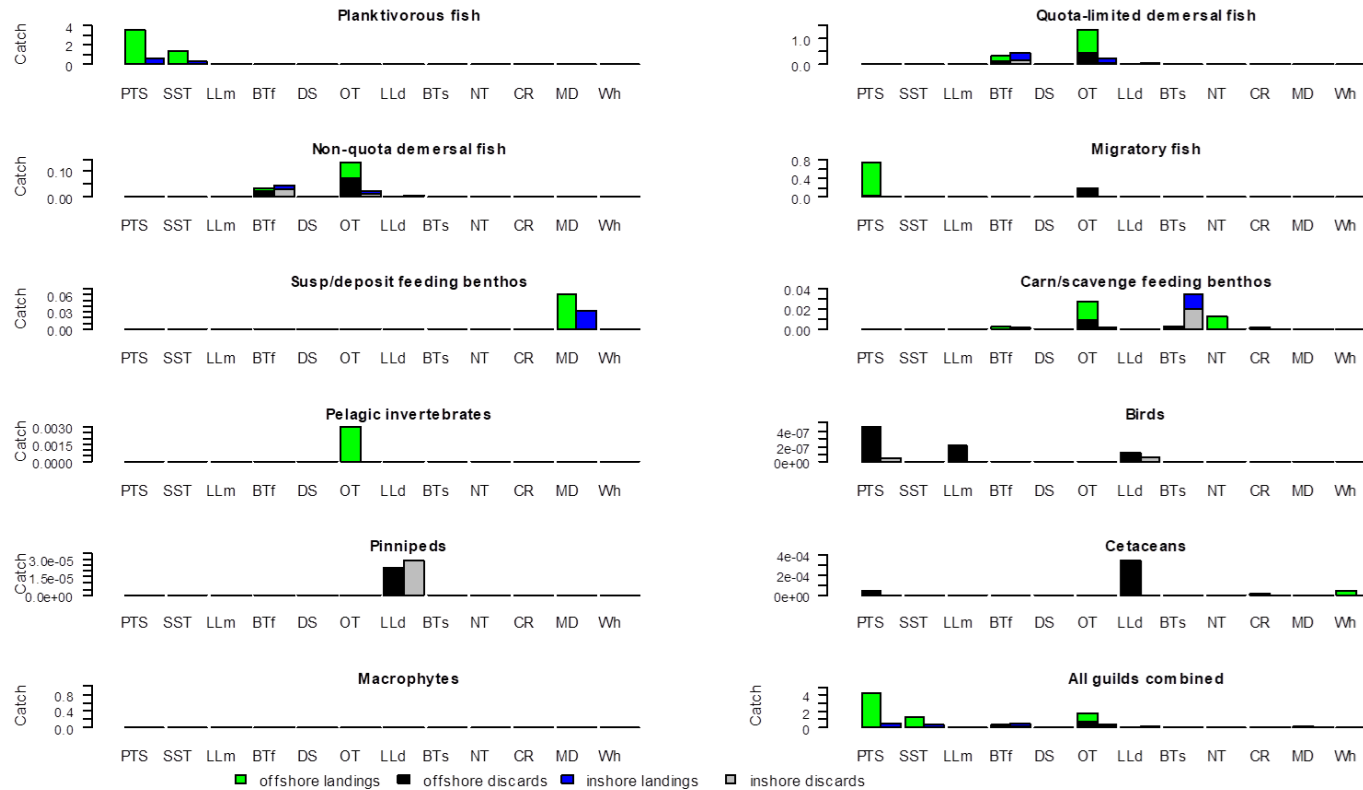 Planktivorous fish
Catch
4
2
0
PTS SST LLm BTf DS OT LLd BTs NT CR MD Wh
Quota-limited demersal fish
1.0
0.0
PTS SST LLm BTf DS OT LLd BTs NT CR MD Wh
Non-quota demersal fish
Catch
0.10
0.00
PTS SST LLm BTf DS OT LLd BTs NT CR MD Wh
Migratory fish
0.8
0.4
0.0
PTS SST LLm BTf DS OT LLd BTs NT CR MD Wh
Susp/deposit feeding benthos
Catch
0.06
0.03
0.00
PTS SST LLm BTf DS OT LLd BTs NT CR MD Wh
Carn/scavenge feeding benthos
0.04
0.02
0.00
PTS SST LLm BTf DS OT LLd BTs NT CR MD Wh
Pelagic invertebrates
Catch
0.0030
0.0015
0.0000
PTS SST LLm BTf DS OT LLd BTs NT CR MD Wh
Birds
4e-07
2e-07
0e+00
PTS SST LLm BTf DS OT LLd BTs NT CR MD Wh
Pinnipeds
Catch
3.0e-05
1.5e-05
0.0e+00
PTS SST LLm BTf DS OT LLd BTs NT CR MD Wh
Cetaceans
4e-04
2e-04
0e+00
PTS SST LLm BTf DS OT LLd BTs NT CR MD Wh
Macrophytes
Catch
0.8
0.4
0.0
PTS SST LLm BTf DS OT LLd BTs NT CR MD Wh
All guilds combined
Catch
4
2
0
PTS SST LLm BTf DS OT LLd BTs NT CR MD Wh
offshore landings offshore discards inshore landings inshore discards